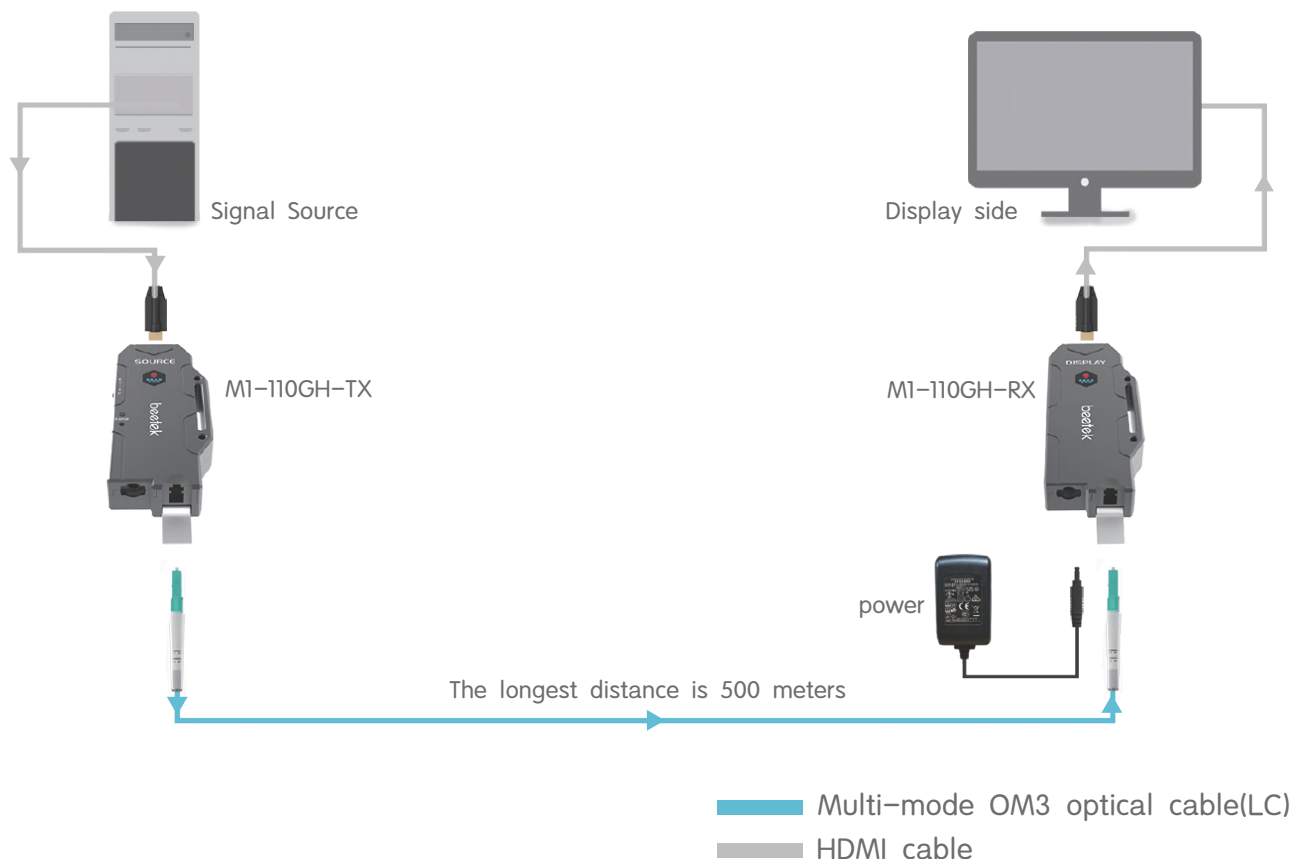 Signal Source
Display side
SOURCE
beetek
M1-110GH-TX
DISPLAY
beetek
M1-110GH-RX
power
The longest distance is 500 meters
Multi-mode OM3 optical cable(LC)
HDMI cable